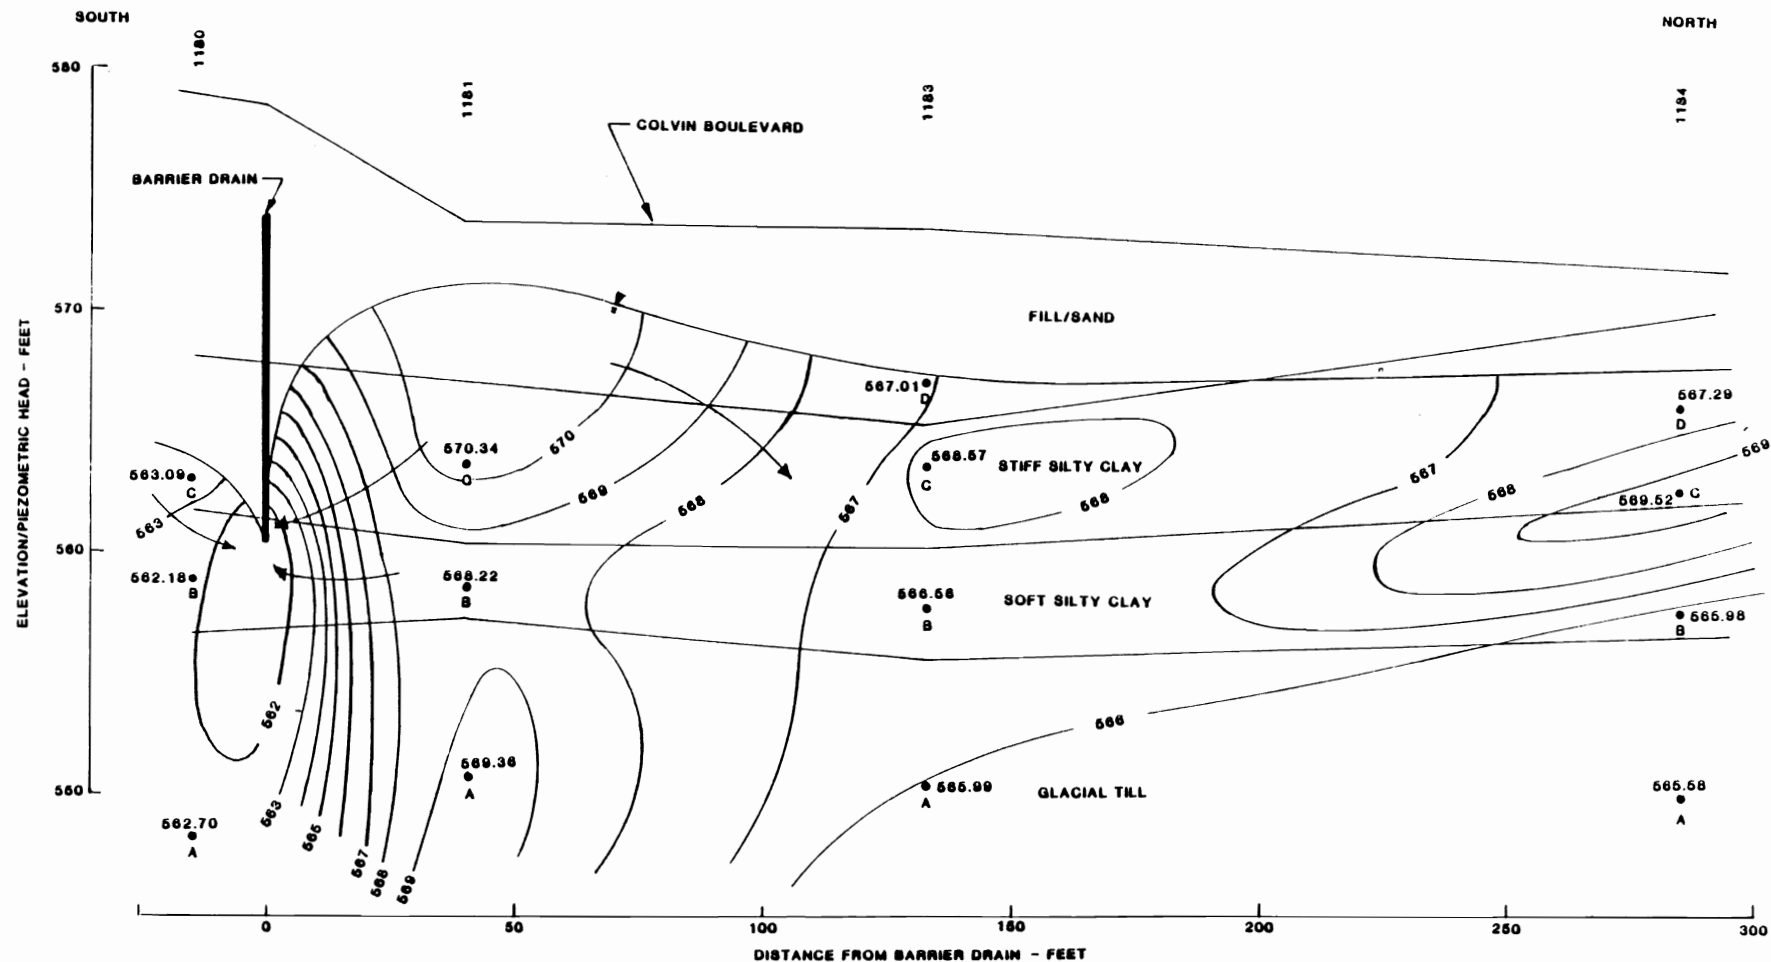 SOUTH
NORTH
1180
1181
1183
1184
580
570
560
560
ELEVATION/PIEZOMETRIC HEAD - FEET
COLVIN BOULEVARD
BARRIER DRAIN
FILL/SAND
567.01
D
567.29
D
570.34
C
570
563.09
C
563
568.57
C
STIFF SILTY CLAY
568
567
568
569
569.52 C
569
568
567
562.18
B
568.22
B
566.56
B
SOFT SILTY CLAY
565.98
B
562
566
569.36
A
565.99
A
GLACIAL TILL
565.58
A
562.70
A
563
565
567
568
569
0
50
100
150
200
250
300
DISTANCE FROM BARRIER DRAIN - FEET